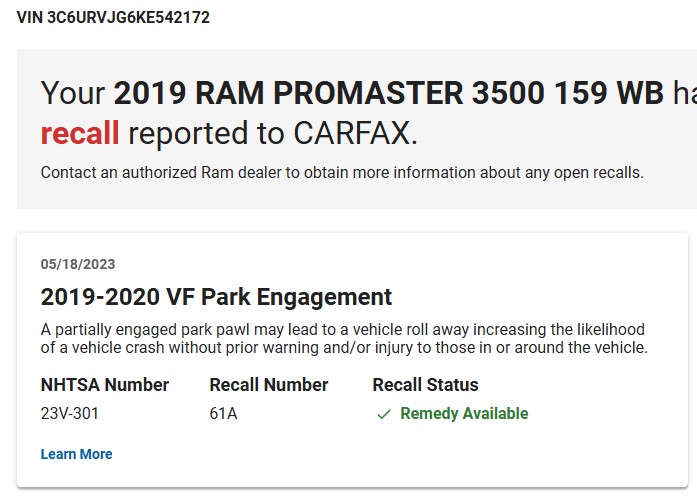 VIN 3C6URVJG6KE542172
Your 2019 RAM PROMASTER 3500 159 WB
recall reported to CARFAX.
Contact an authorized Ram dealer to obtain more information about any open recalls.
05/18/2023
2019-2020 VF Park Engagement
A partially engaged park pawl may lead to a vehicle roll away increasing the likelihood
of a vehicle crash without prior warning and/or injury to those in or around the vehicle.
NHTSA Number Recall Number Recall Status
23V-301 61A Remedy Available
Learn More